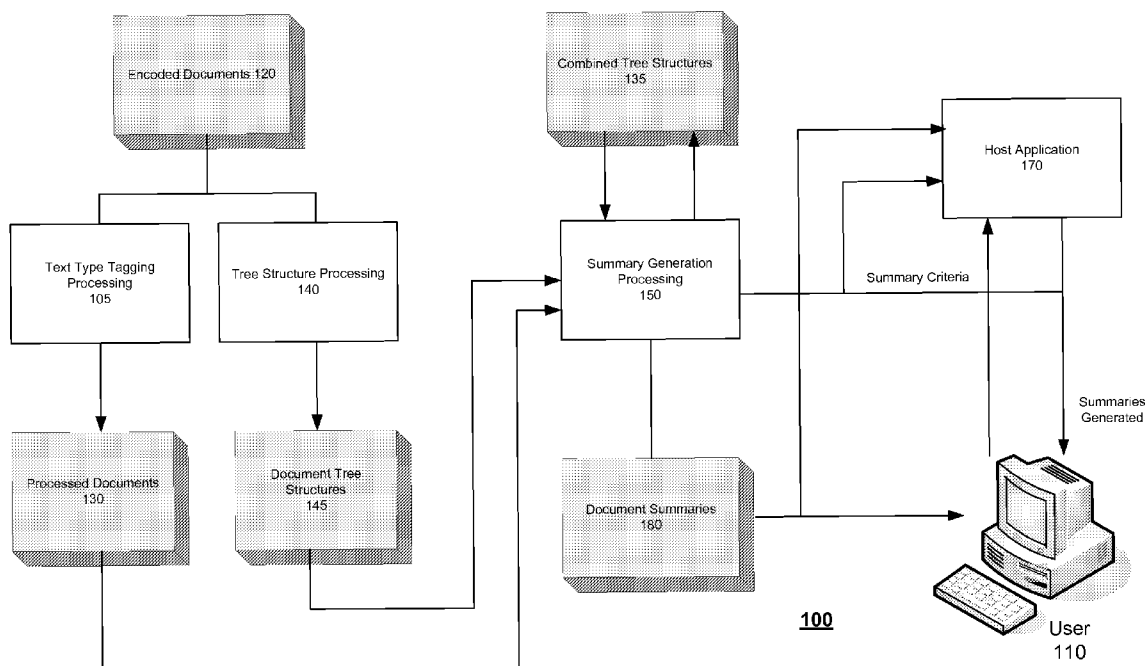 Encoded Documents 120
Combined Tree Structures
135
Host Application
170
Text Type Tagging
Processing
105
Tree Structure Processing
140
Summary Generation
Processing
150
Summary Criteria
Summaries
Generated
Processed Documents
130
Document Tree
Structures
145
Document Summaries
180
100
User
110